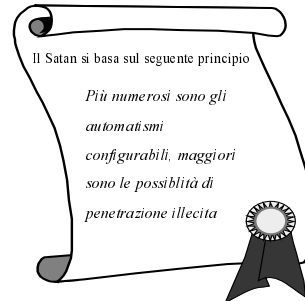 Il Satan si basa sul seguente principio
Più numerosi sono gli
automatismi
configurabili, maggiori
sono le possiblità di
penetrazione illecita